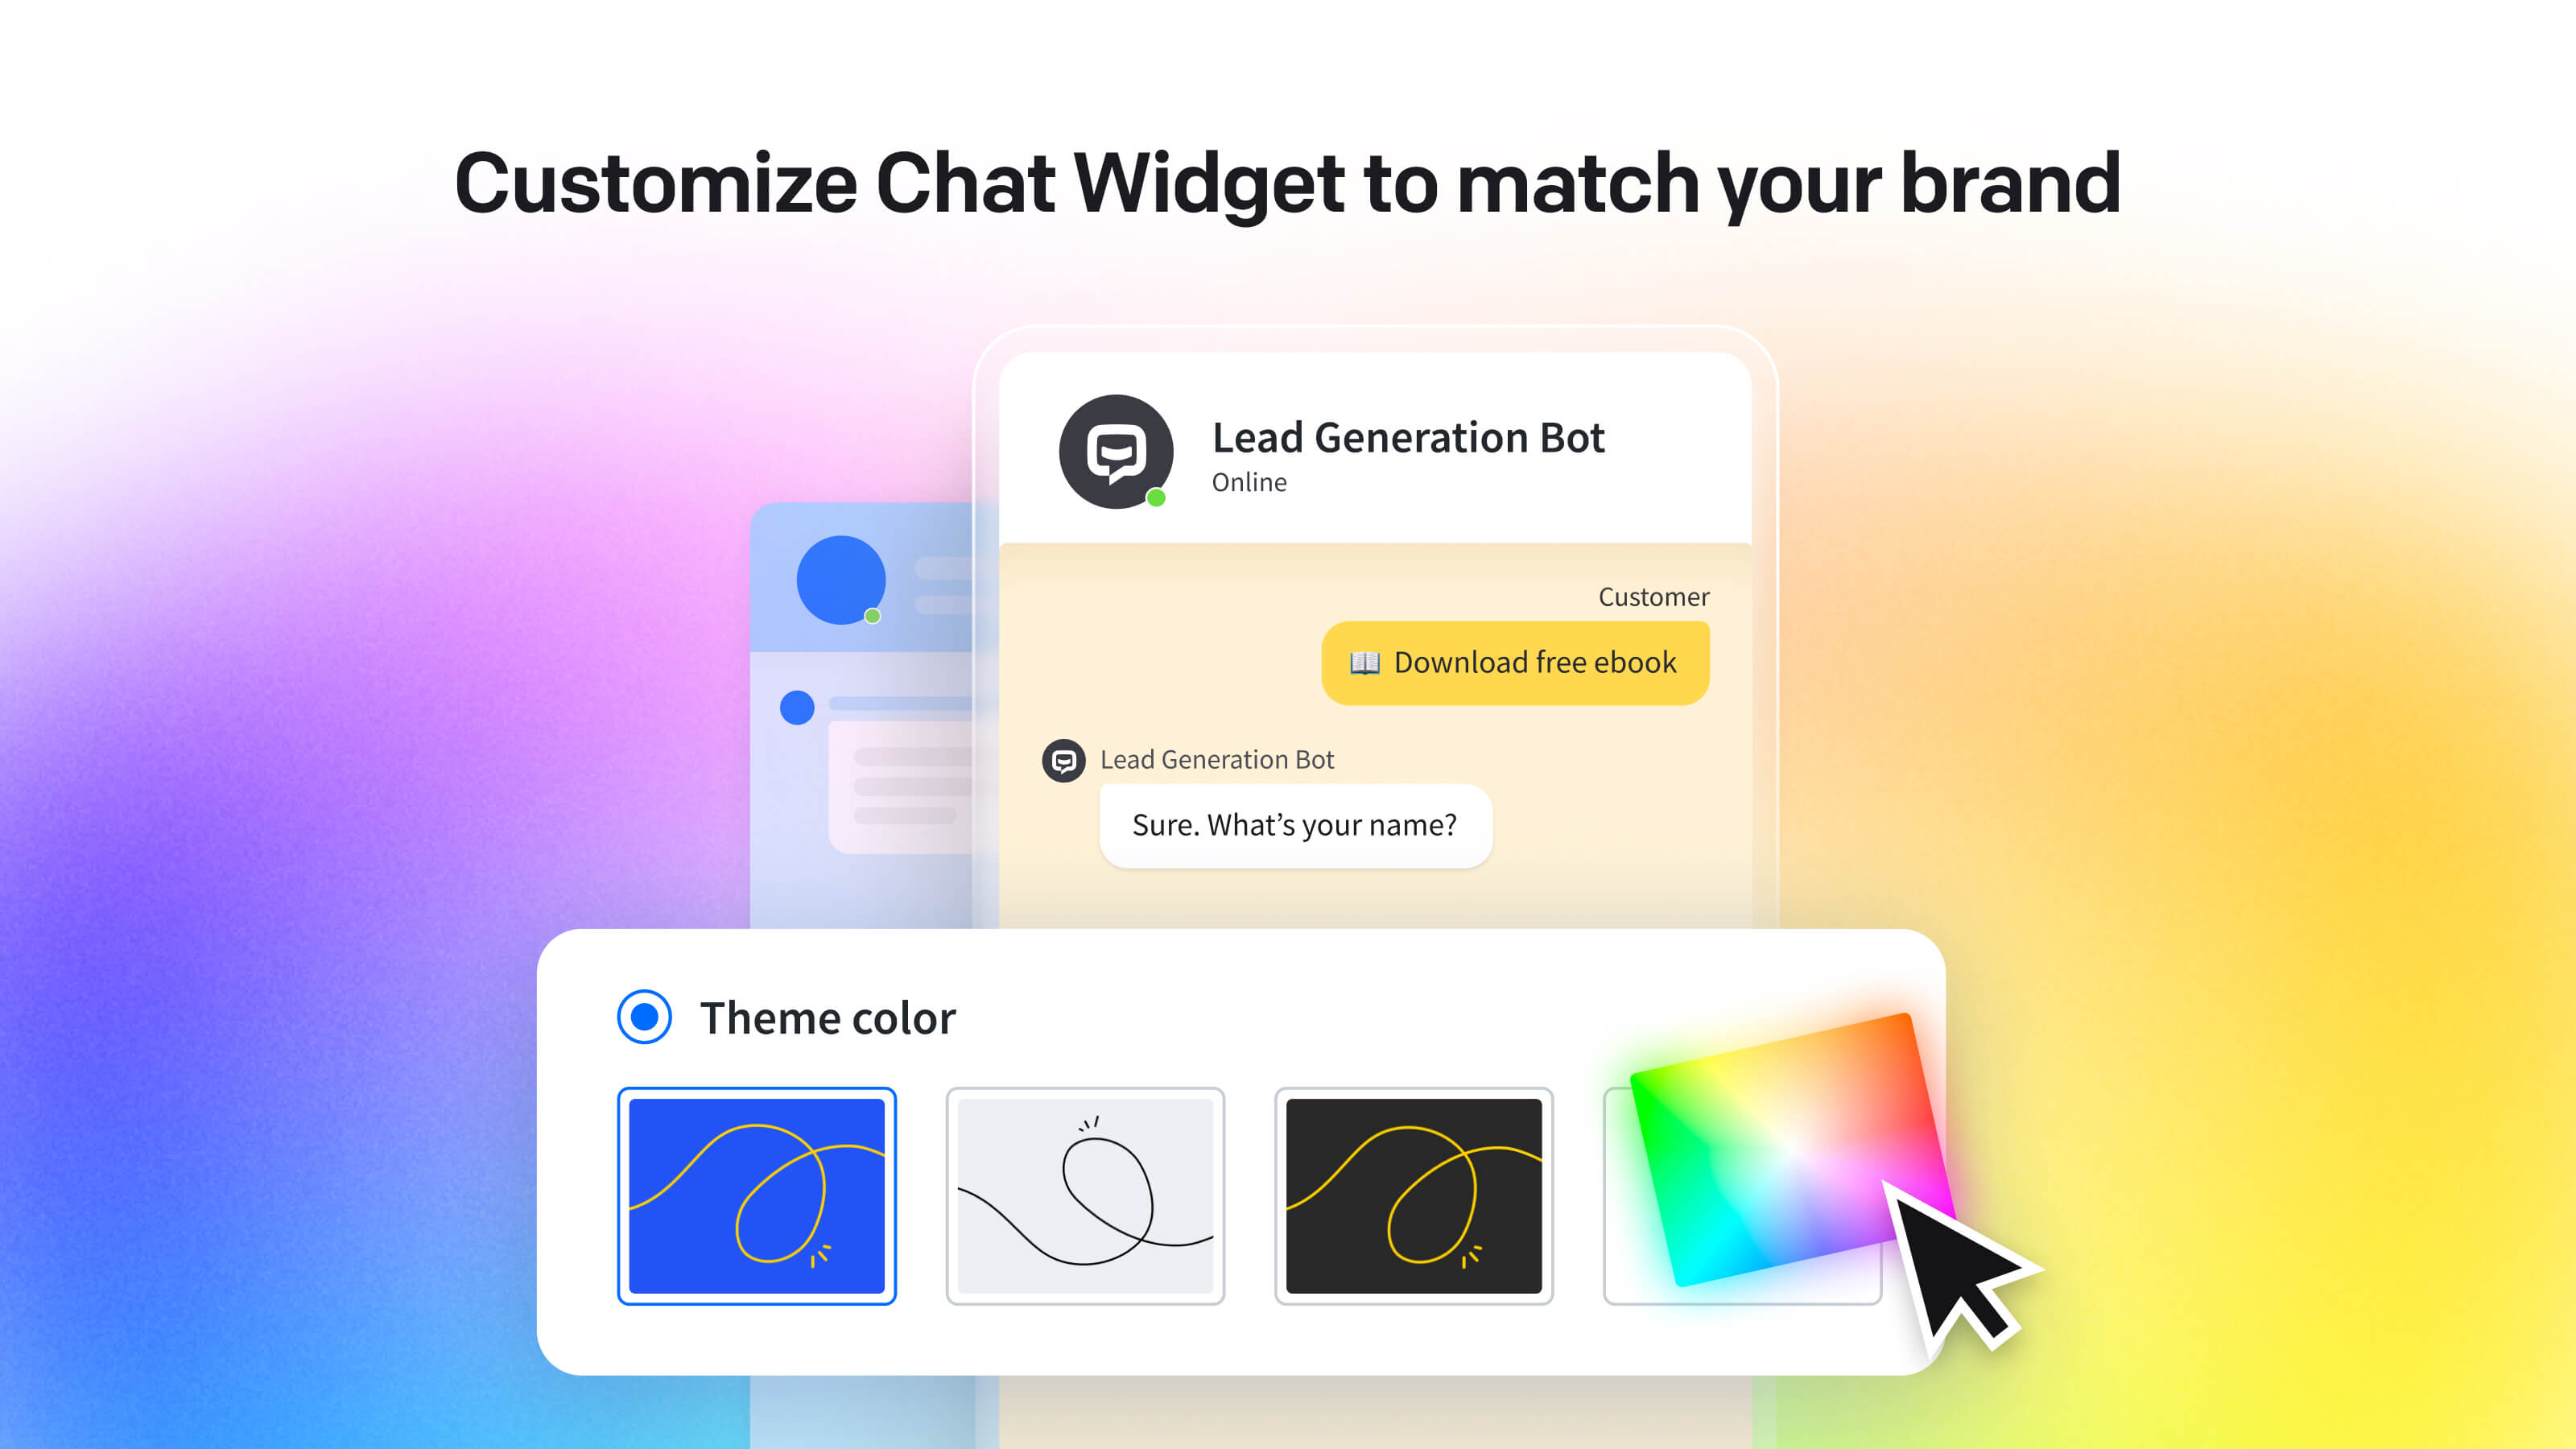 Customize Chat Widget to match your brand
Lead Generation Bot
Online
Customer
📖 Download free ebook
Lead Generation Bot
Sure. What’s your name?
Theme color